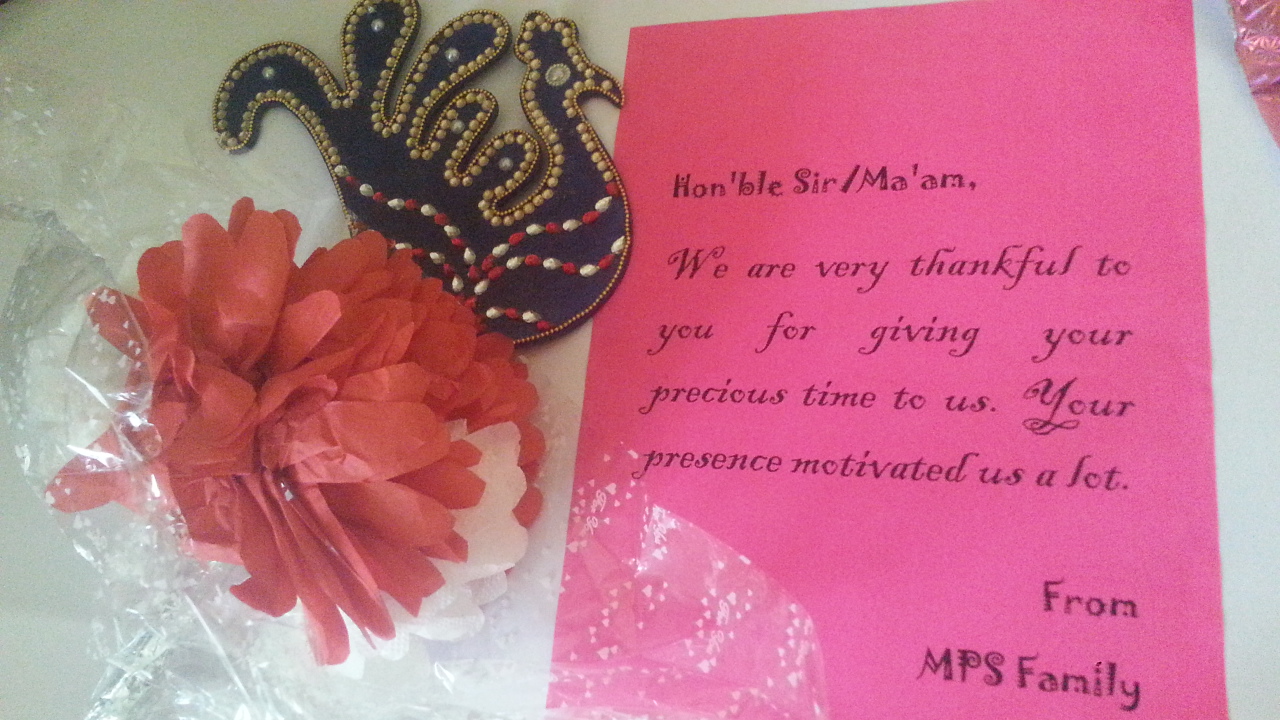 Hon'ble Sir/Ma'am,
We are very thankful to
you for giving your
precious time to us. Your
presence motivated us a lot.
From
MPS Family